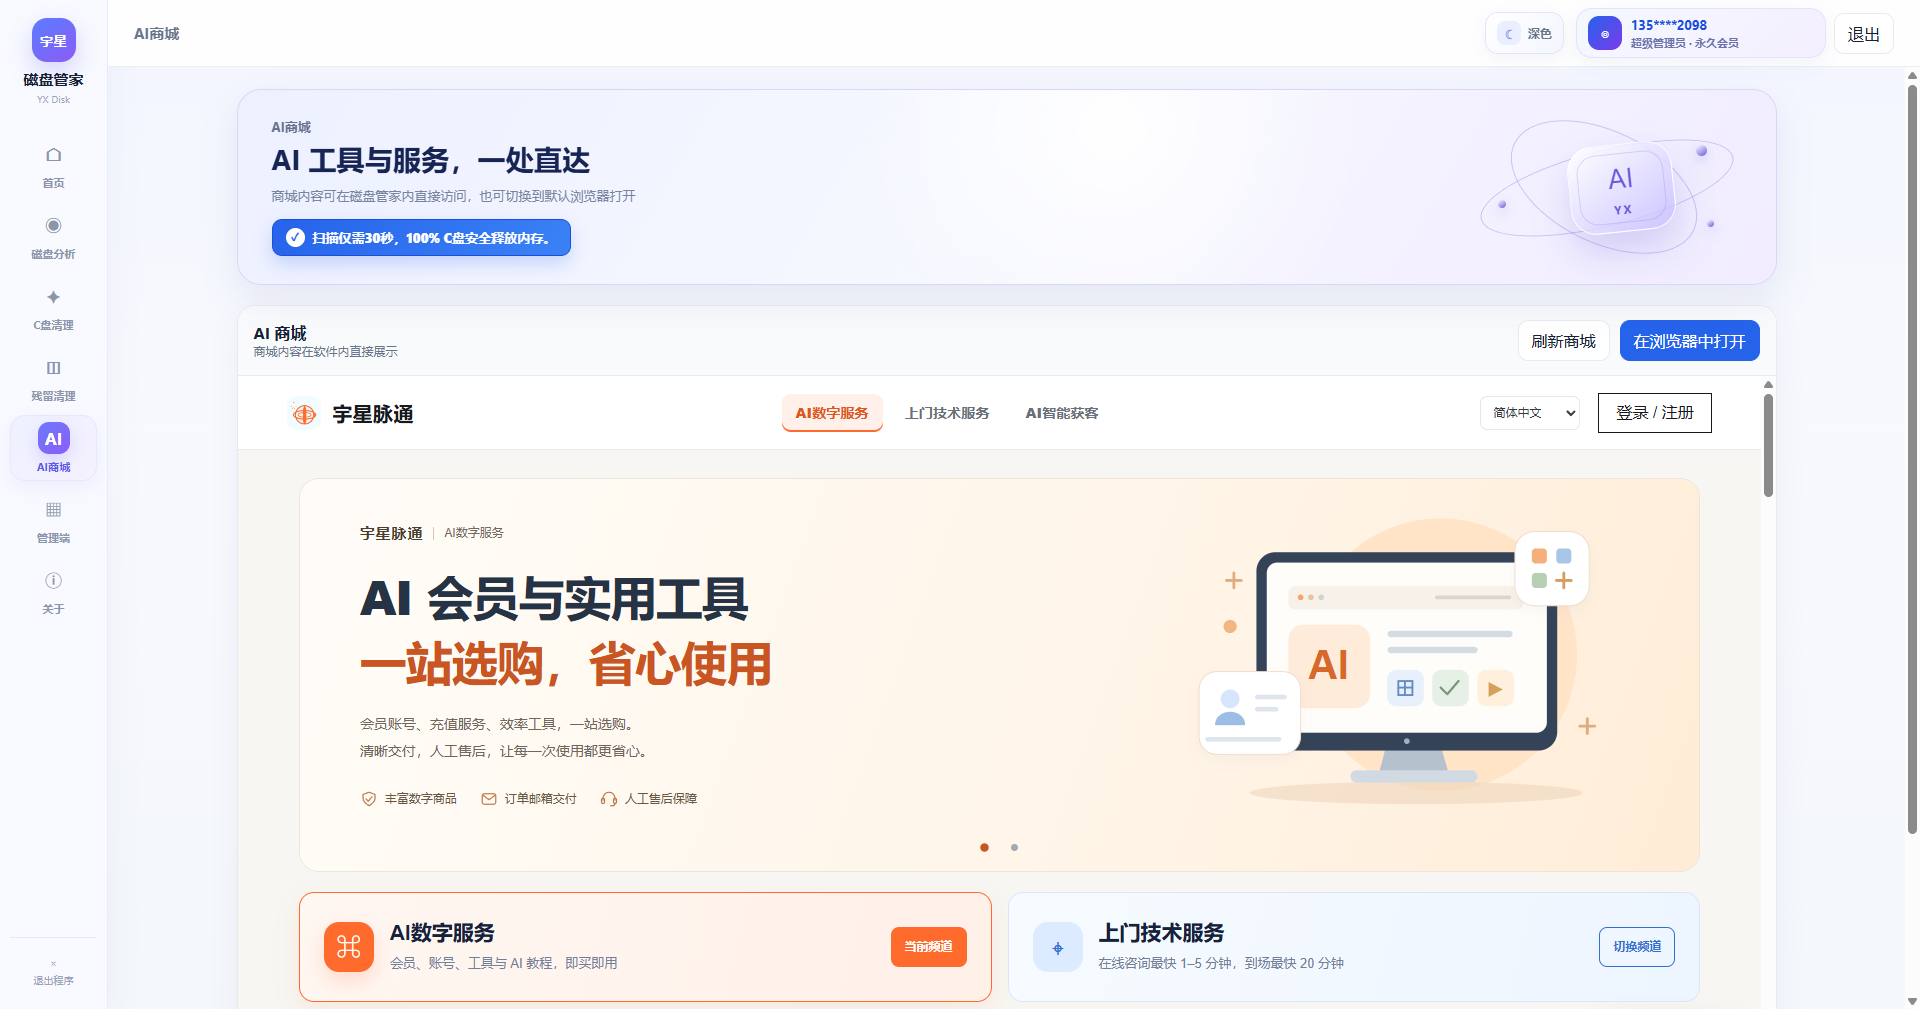 宇星
磁盘管家
YX Disk
首页
磁盘分析
C盘清理
残留清理
AI
AI商城
管理端
关于
×
退出程序
AI商城
深色
135****2098
超级管理员 · 永久会员
退出
AI商城
AI 工具与服务，一处直达
商城内容可在磁盘管家内直接访问，也可切换到默认浏览器打开
扫描仅需30秒，100% C盘安全释放内存。
AI
YX
AI 商城
商城内容在软件内直接展示
刷新商城
在浏览器中打开
宇星脉通
AI数字服务
上门技术服务
AI智能获客
简体中文
登录 / 注册
宇星脉通
AI数字服务
AI 会员与实用工具
一站选购，省心使用
会员账号、充值服务、效率工具，一站选购。
清晰交付，人工售后，让每一次使用都更省心。
丰富数字商品
订单邮箱交付
人工售后保障
AI
AI数字服务
会员、账号、工具与 AI 教程，即买即用
当前频道
上门技术服务
在线咨询最快 1–5 分钟，到场最快 20 分钟
切换频道